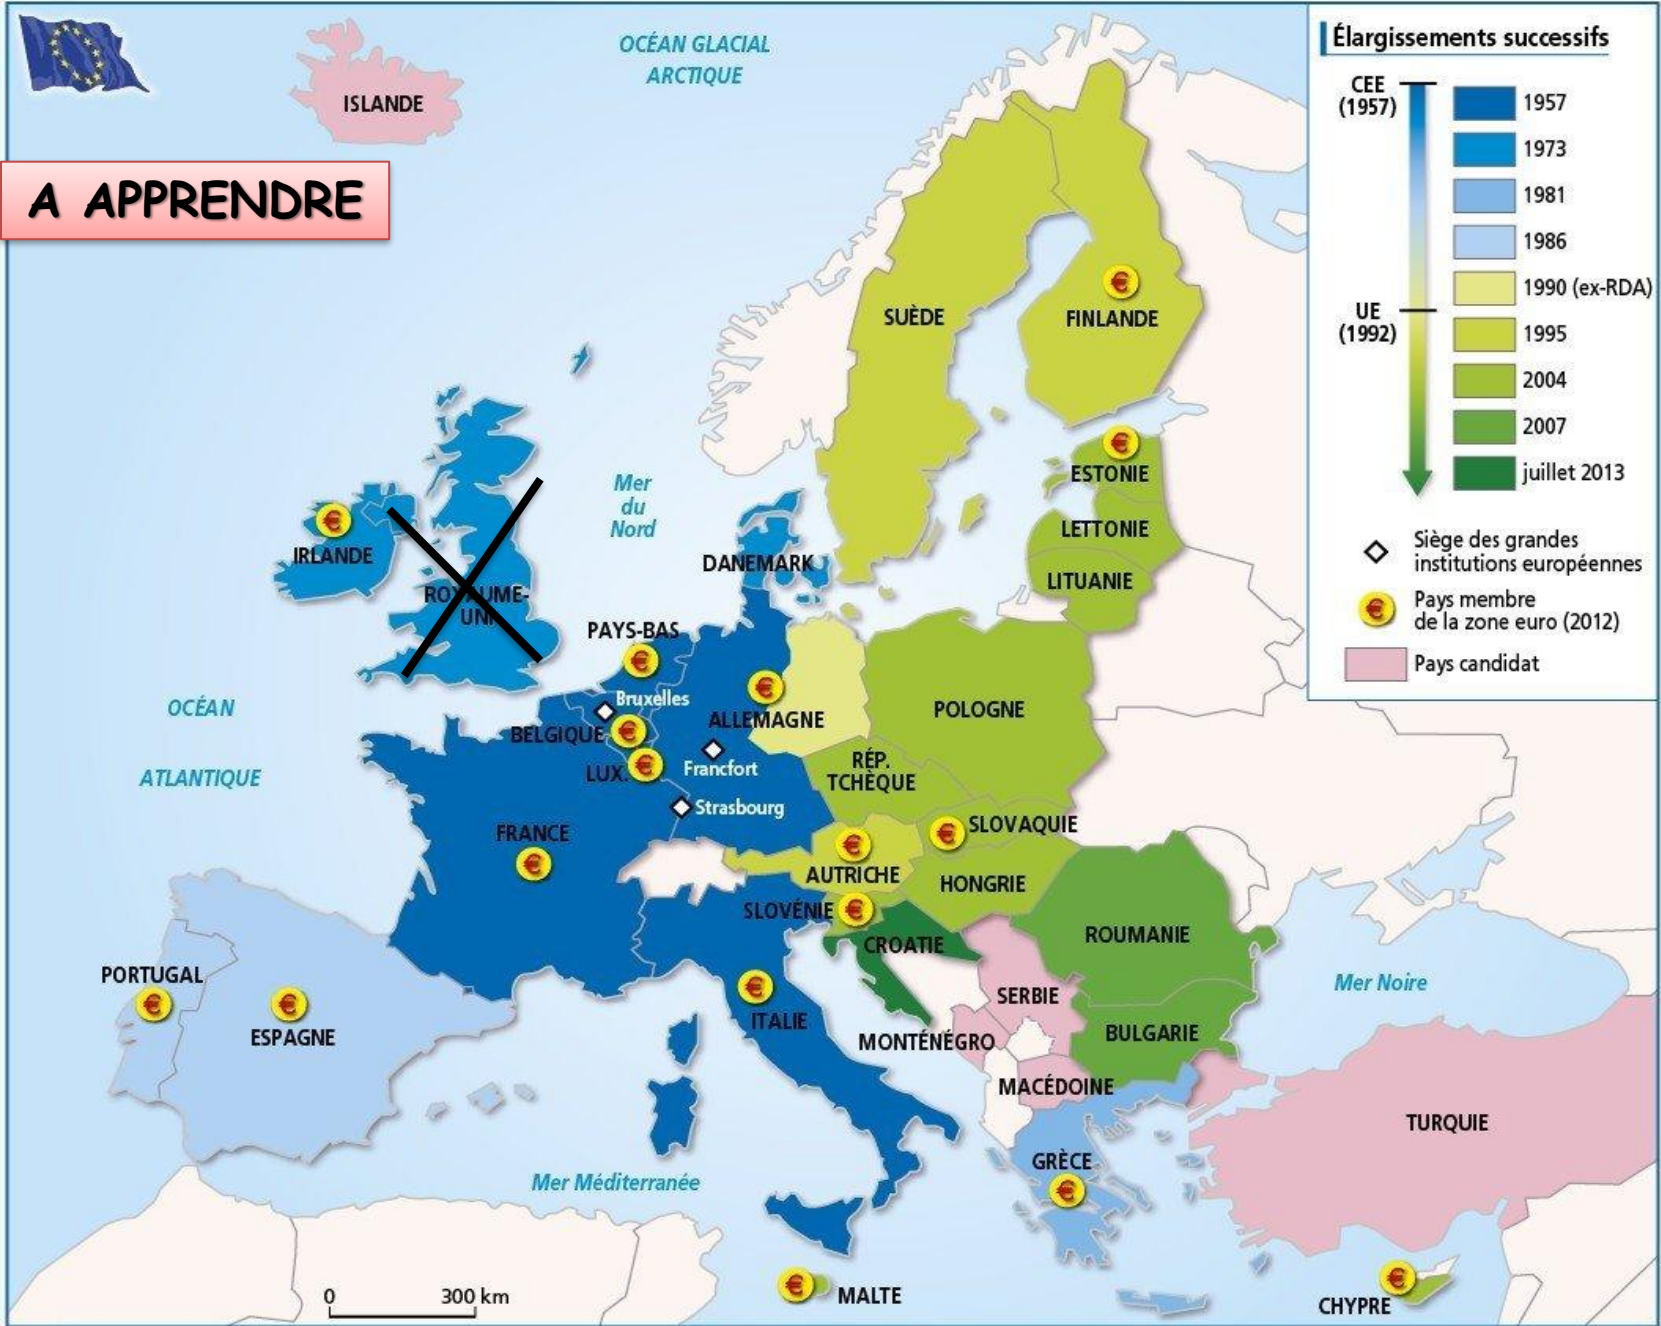 OCÉAN GLACIAL
ARCTIQUE
ISLANDE
A APPRENDRE
SUÈDE
FINLANDE
€
ESTONIE
€
LETTONIE
LITUANIE
Mer
du
Nord
DANEMARK
IRLANDE
€
ROYAUME-
UNI
PAYS-BAS
€
Bruxelles
BELGIQUE
€
LUX.
€
ALLEMAGNE
€
Francfort
Strasbourg
POLOGNE
RÉP.
TCHÈQUE
SLOVAQUIE
€
FRANCE
€
AUTRICHE
€
HONGRIE
SLOVÉNIE
€
CROATIE
ROUMANIE
OCÉAN
ATLANTIQUE
PORTUGAL
€
ESPAGNE
€
ITALIE
€
SERBIE
MONTÉNÉGRO
BULGARIE
MACÉDOINE
Mer Noire
TURQUIE
GRÈCE
€
Mer Méditerranée
MALTE
€
CHYPRE
€
0 300 km
Élargissements successifs
CEE
(1957)
UE
(1992)
1957
1973
1981
1986
1990 (ex-RDA)
1995
2004
2007
juillet 2013
Siège des grandes
institutions européennes
€
Pays membre
de la zone euro (2012)
Pays candidat